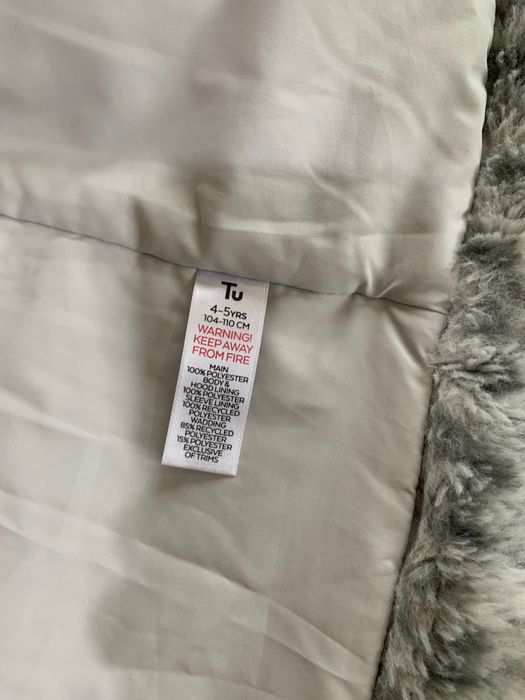 Tu
4-5YRS
104-110 CM
WARNING!
KEEP AWAY
FROM FIRE
MAIN
100% POLYESTER
BODY &
HOOD LINING
100% POLYESTER
SLEEVE LINING
100% RECYCLED
POLYESTER
WADDING
85% RECYCLED
POLYESTER
15% POLYESTER
EXCLUSIVE
OF TRIMS